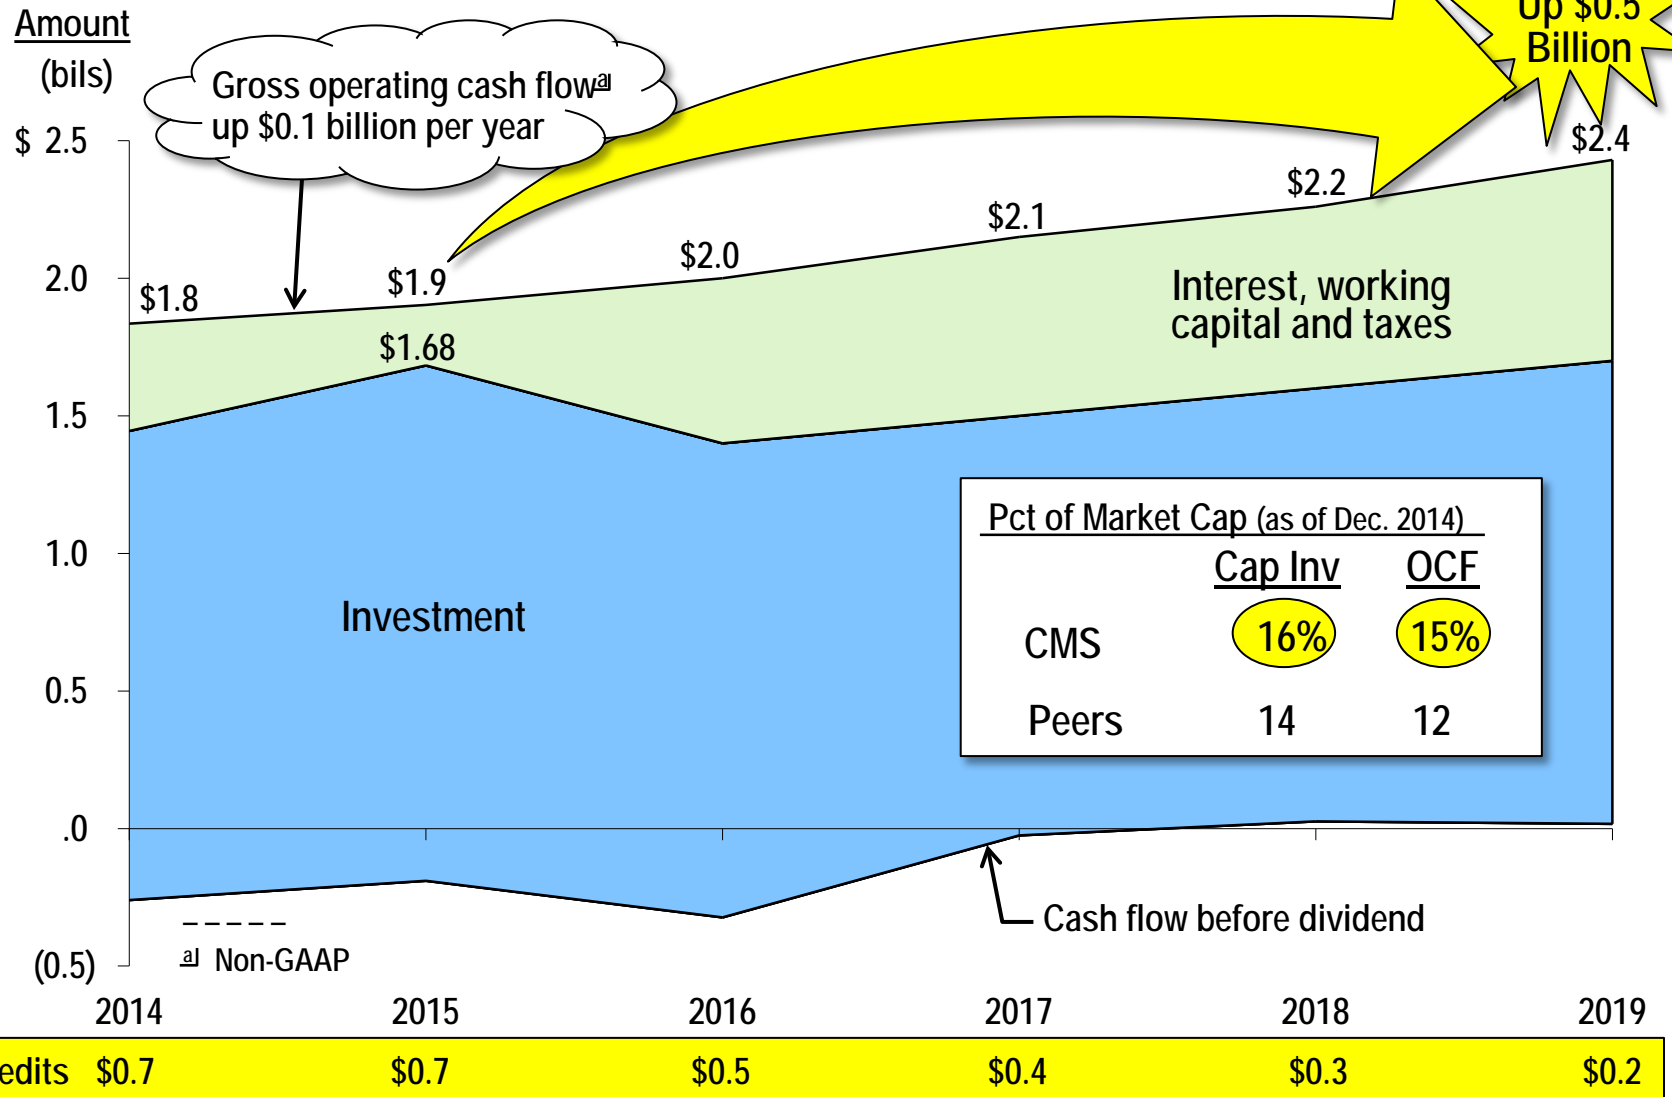 Amount
(bils)
Up $0.5
Billion
Gross operating cash flow a
up $0.1 billion per year
$ 2.5
$2.4
$2.2
$2.1
$2.0
2.0
$1.9
$1.8
Interest, working
capital and taxes
$1.68
1.5
Pct of Market Cap (as of Dec. 2014)
1.0
Cap Inv OCF
Investment
CMS 16% 15%
0.5
Peers 14 12
.0
Cash flow before dividend
a Non-GAAP
(0.5)
2014 2015 2016 2017 2018 2019
edits $0.7 $0.7 $0.5 $0.4 $0.3 $0.2